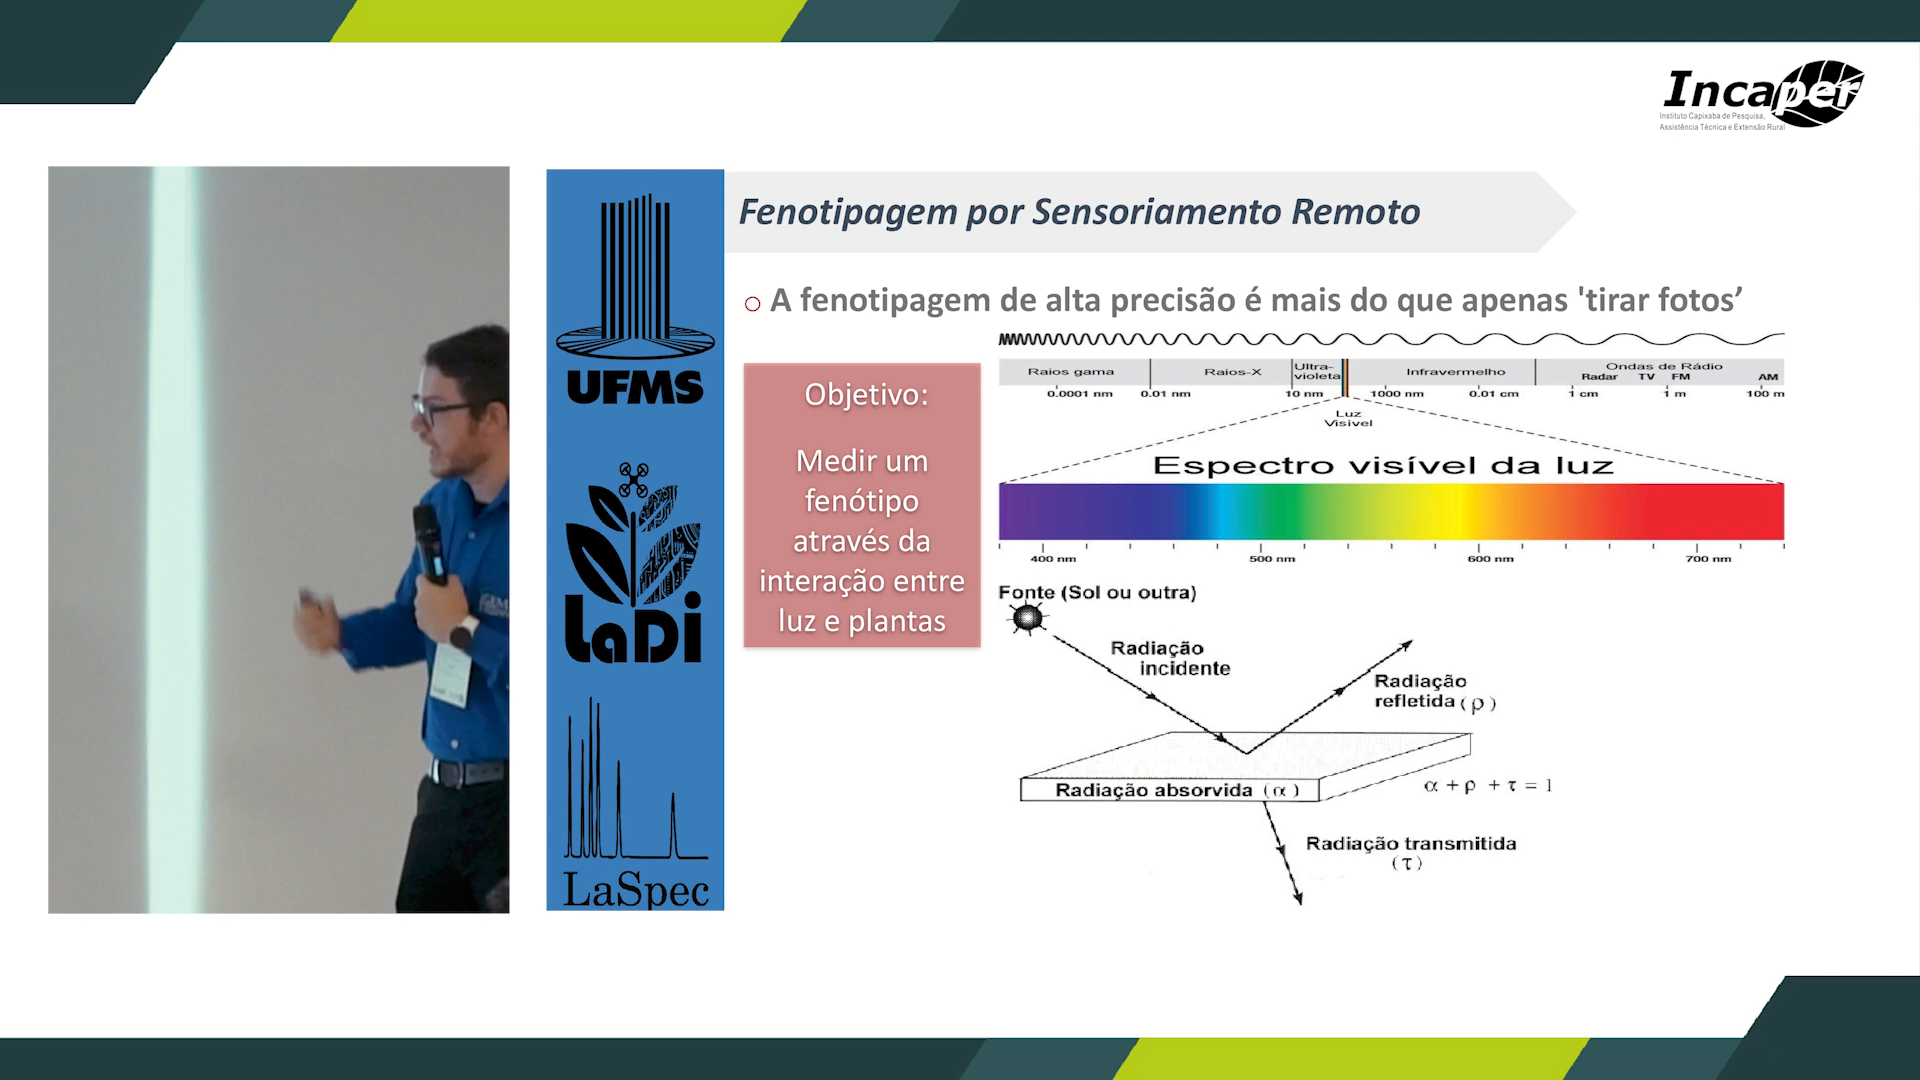 Incaper
Instituto Capixaba de Pesquisa,
Assistência Técnica e Extensão Rural
Fenotipagem por Sensoriamento Remoto
A fenotipagem de alta precisão é mais do que apenas 'tirar fotos’
UFMS
LaDi
LaSpec
Objetivo:
Medir um
fenótipo
através da
interação entre
luz e plantas
Raios gama
Raios-X
Ultra-
violeta
Infravermelho
Ondas de Rádio
Radar TV FM AM
0.0001 nm 0.01 nm 10 nm 1000 nm 0.01 cm 1 cm 1 m 100 m
Luz
Visível
Espectro visível da luz
400 nm 500 nm 600 nm 700 nm
Fonte (Sol ou outra)
Radiação
incidente
Radiação
refletida (ρ)
Radiação absorvida (α)
α + ρ + τ = 1
Radiação transmitida
(τ)